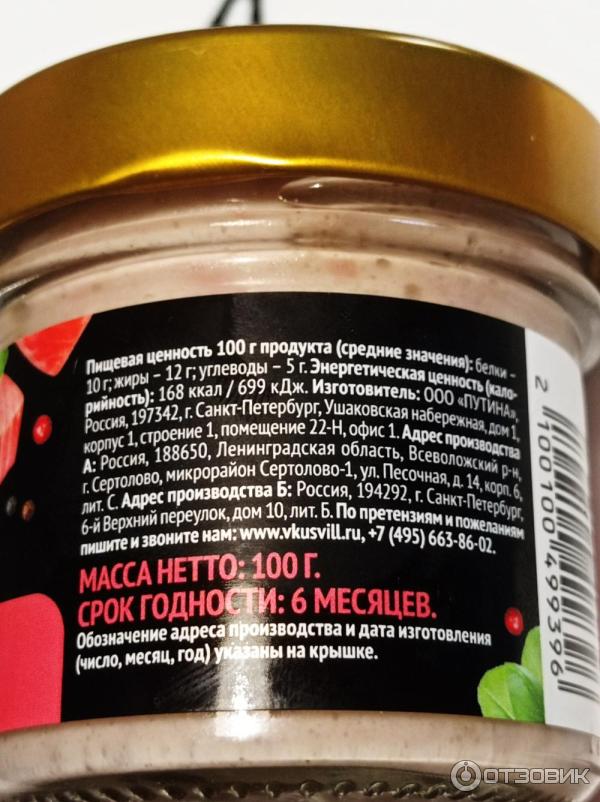 Пищевая ценность 100 г продукта (средние значения): белки –
10 г; жиры – 12 г; углеводы – 5 г. Энергетическая ценность (кало-
рийность): 168 ккал / 699 кДж. Изготовитель: ООО «ПУТИНА»,
Россия, 197342, г. Санкт-Петербург, Ушаковская набережная, дом 1,
корпус 1, строение 1, помещение 22-Н, офис 1. Адрес производства
А: Россия, 188650, Ленинградская область, Всеволожский р-н,
г. Сертолово, микрорайон Сертолово-1, ул. Песочная, д. 14, корп. 6,
лит. С. Адрес производства Б: Россия, 194292, г. Санкт-Петербург,
6-й Верхний переулок, дом 10, лит. Б. По претензиям и пожеланиям
пишите и звоните нам: www.vkusvill.ru, +7 (495) 663-86-02.
МАССА НЕТТО: 100 Г.
СРОК ГОДНОСТИ: 6 МЕСЯЦЕВ.
Обозначение адреса производства и дата изготовления
(число, месяц, год) указаны на крышке.
2 100100 499396
ОТЗОВИК